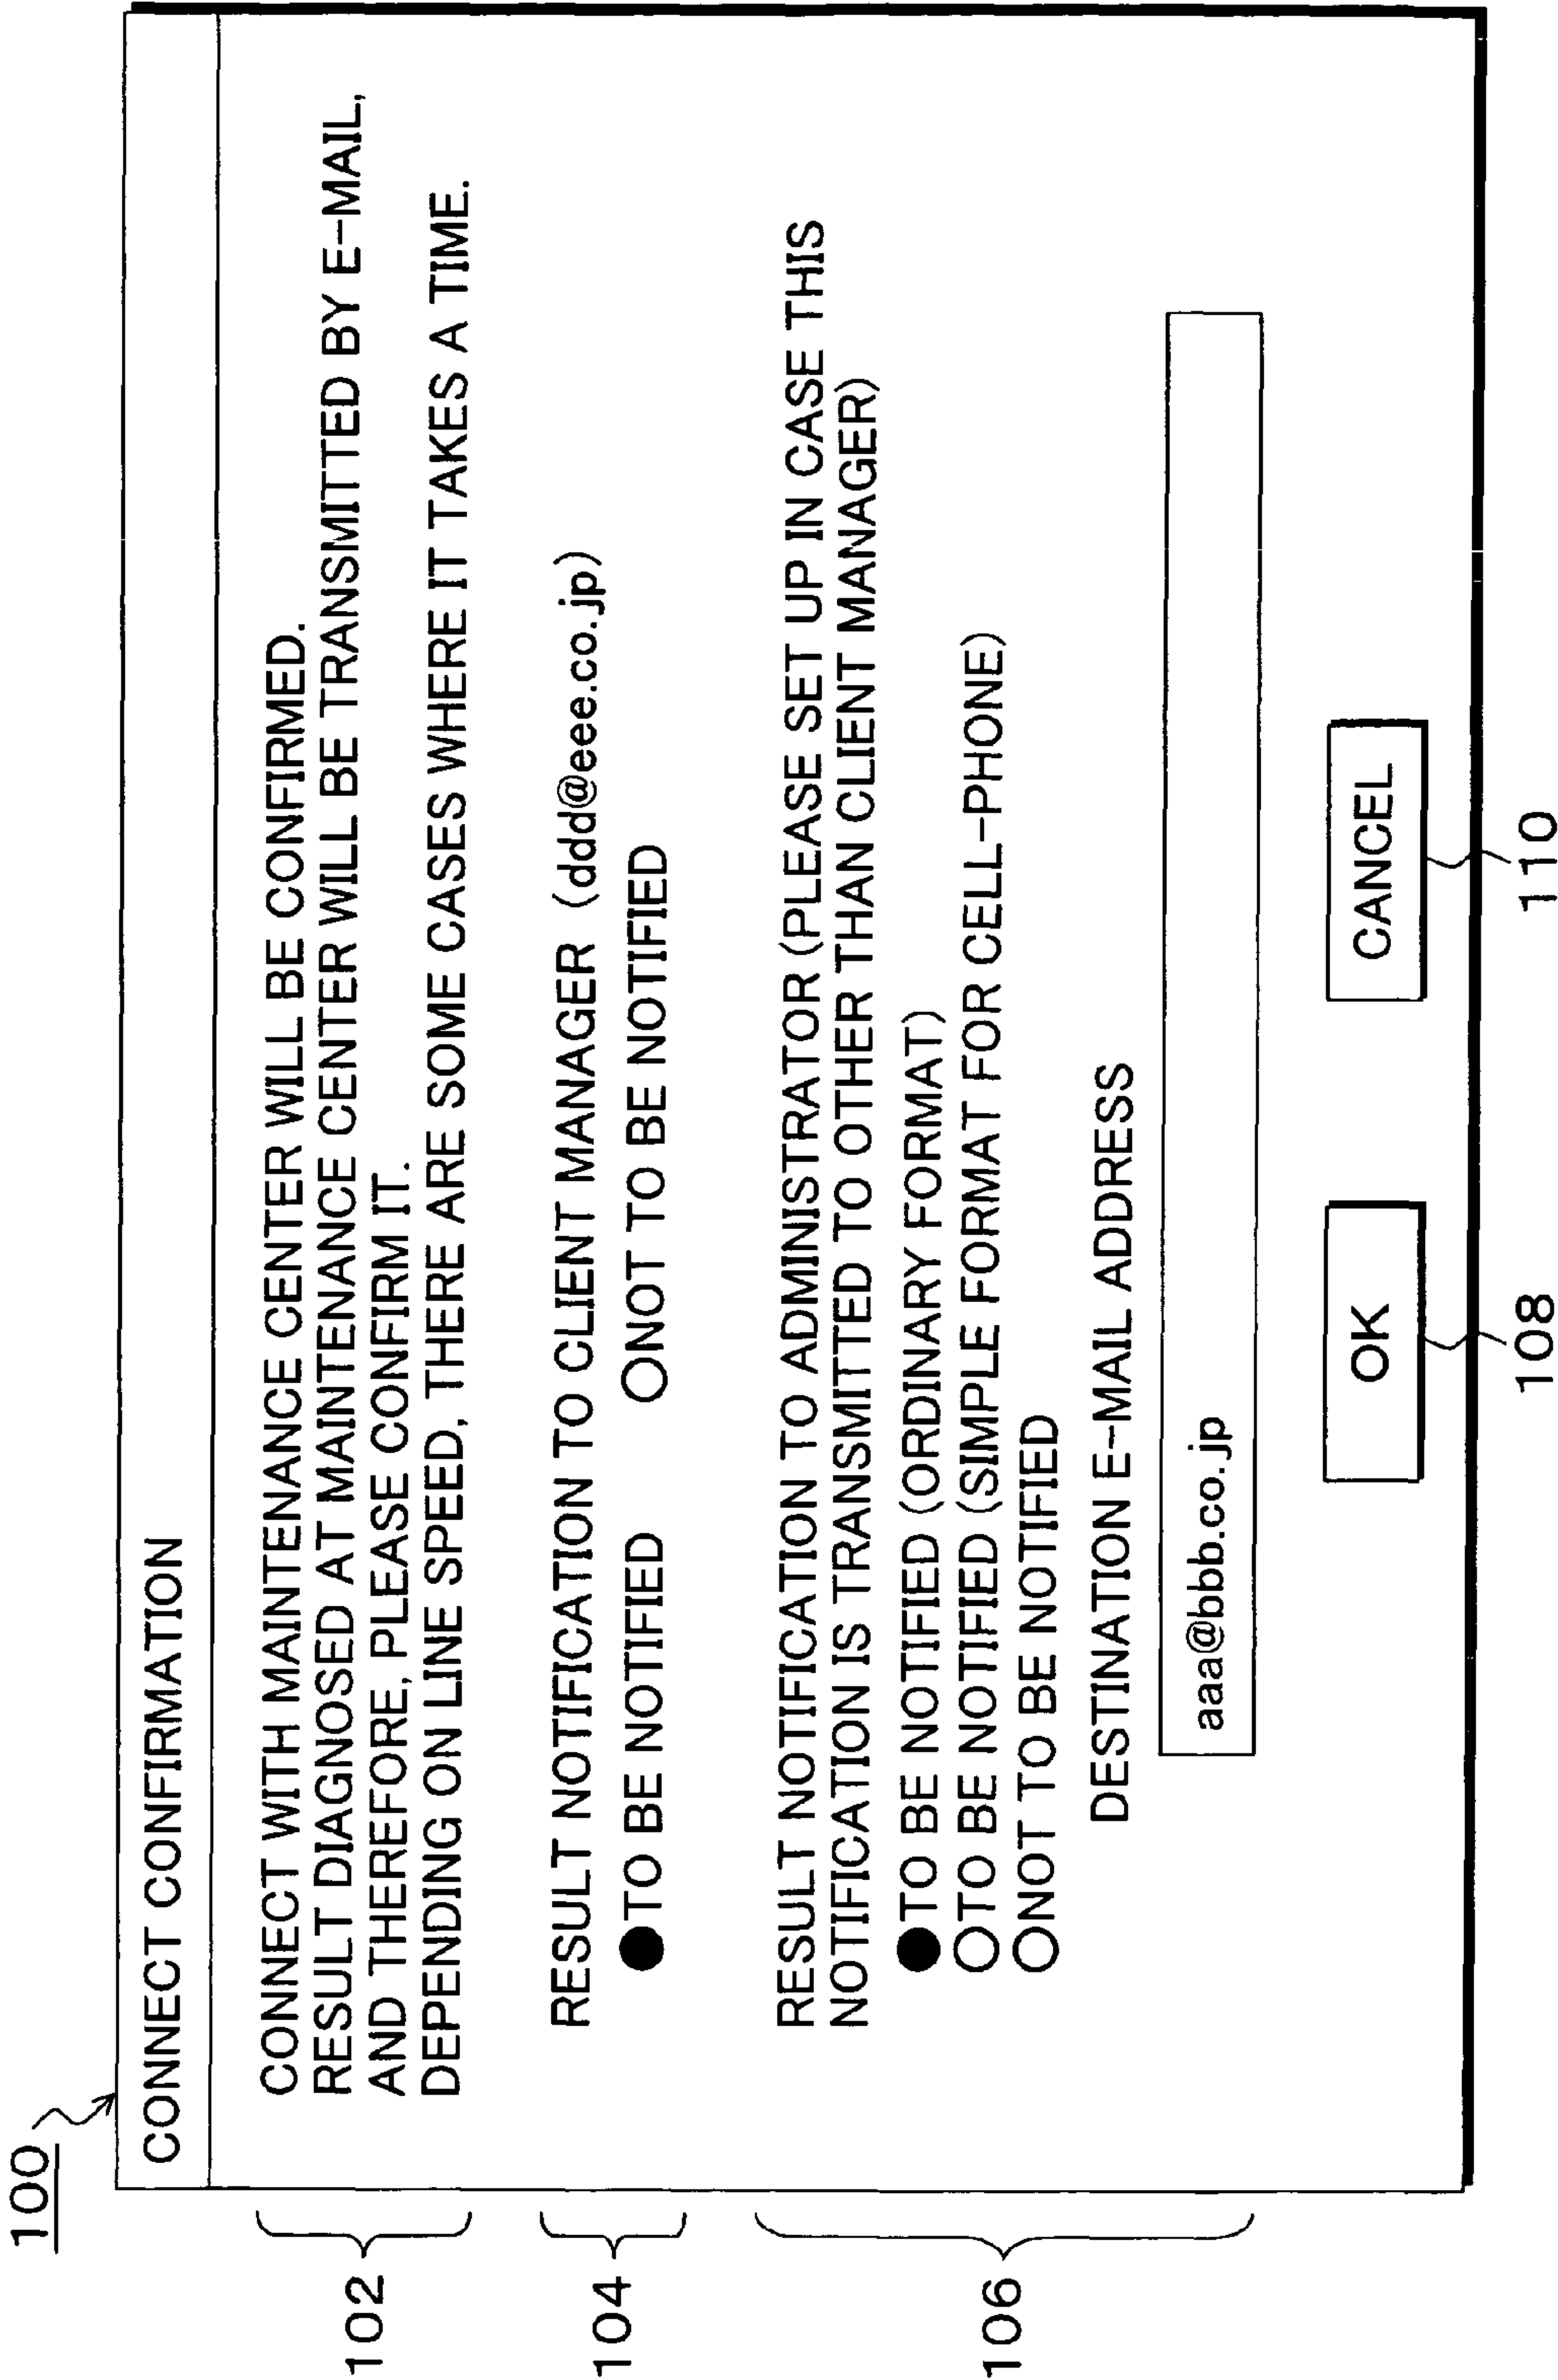 100
CONNECT CONFIRMATION
102
CONNECT WITH MAINTENANCE CENTER WILL BE CONFIRMED.
RESULT DIAGNOSED AT MAINTENANCE CENTER WILL BE TRANSMITTED BY E-MAIL,
AND THEREFORE, PLEASE CONFIRM IT.
DEPENDING ON LINE SPEED, THERE ARE SOME CASES WHERE IT TAKES A TIME.
104
RESULT NOTIFICATION TO CLIENT MANAGER (ddd@eee.co.jp)
●TO BE NOTIFIED ○NOT TO BE NOTIFIED
106
RESULT NOTIFICATION TO ADMINISTRATOR (PLEASE SET UP IN CASE THIS
NOTIFICATION IS TRANSMITTED TO OTHER THAN CLIENT MANAGER)
●TO BE NOTIFIED (ORDINARY FORMAT)
○TO BE NOTIFIED (SIMPLE FORMAT FOR CELL-PHONE)
○NOT TO BE NOTIFIED
DESTINATION E-MAIL ADDRESS
aaa@bbb.co.jp
OK CANCEL
108 110